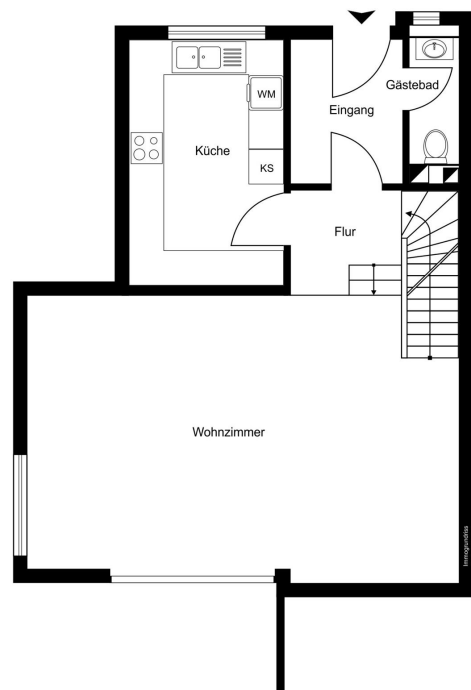 Gästebad
WM
Eingang
Küche
KS
Flur
Wohnzimmer
Immogrundriss